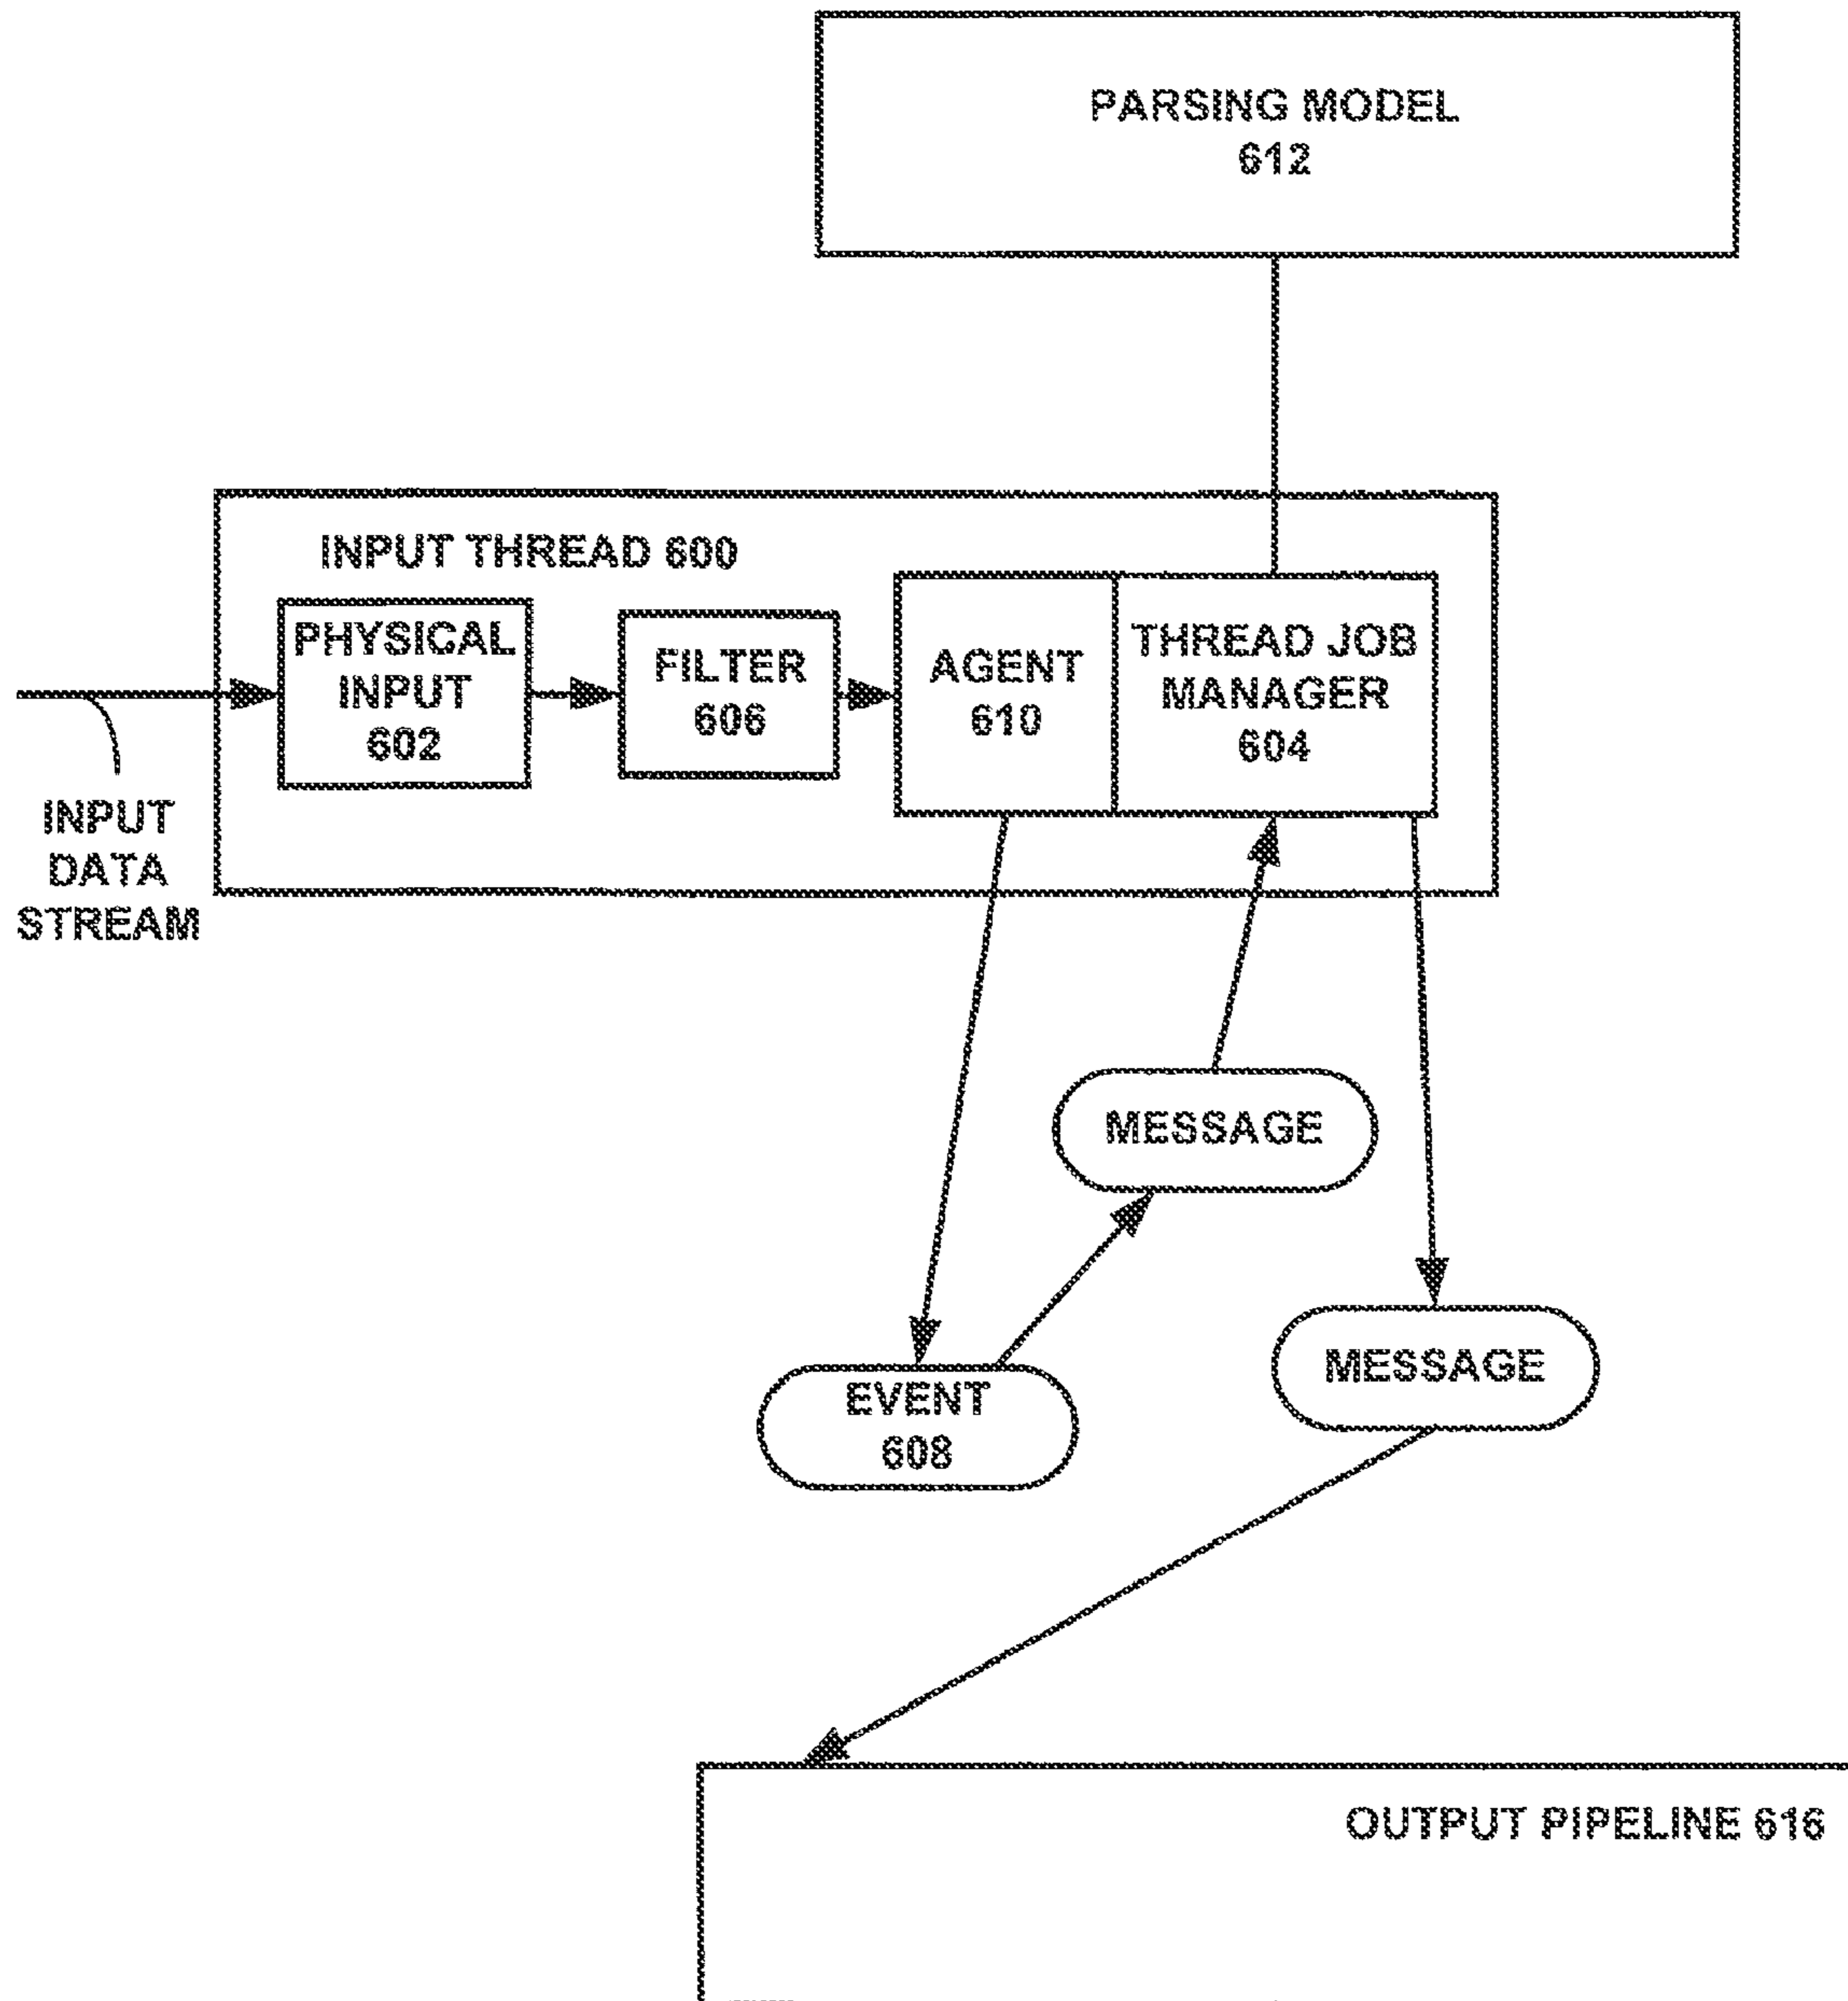 PARSING MODEL
612
INPUT THREAD 600
PHYSICAL
INPUT
602
FILTER
606
AGENT
610
THREAD JOB
MANAGER
604
INPUT
DATA
STREAM
MESSAGE
MESSAGE
EVENT
608
OUTPUT PIPELINE 616